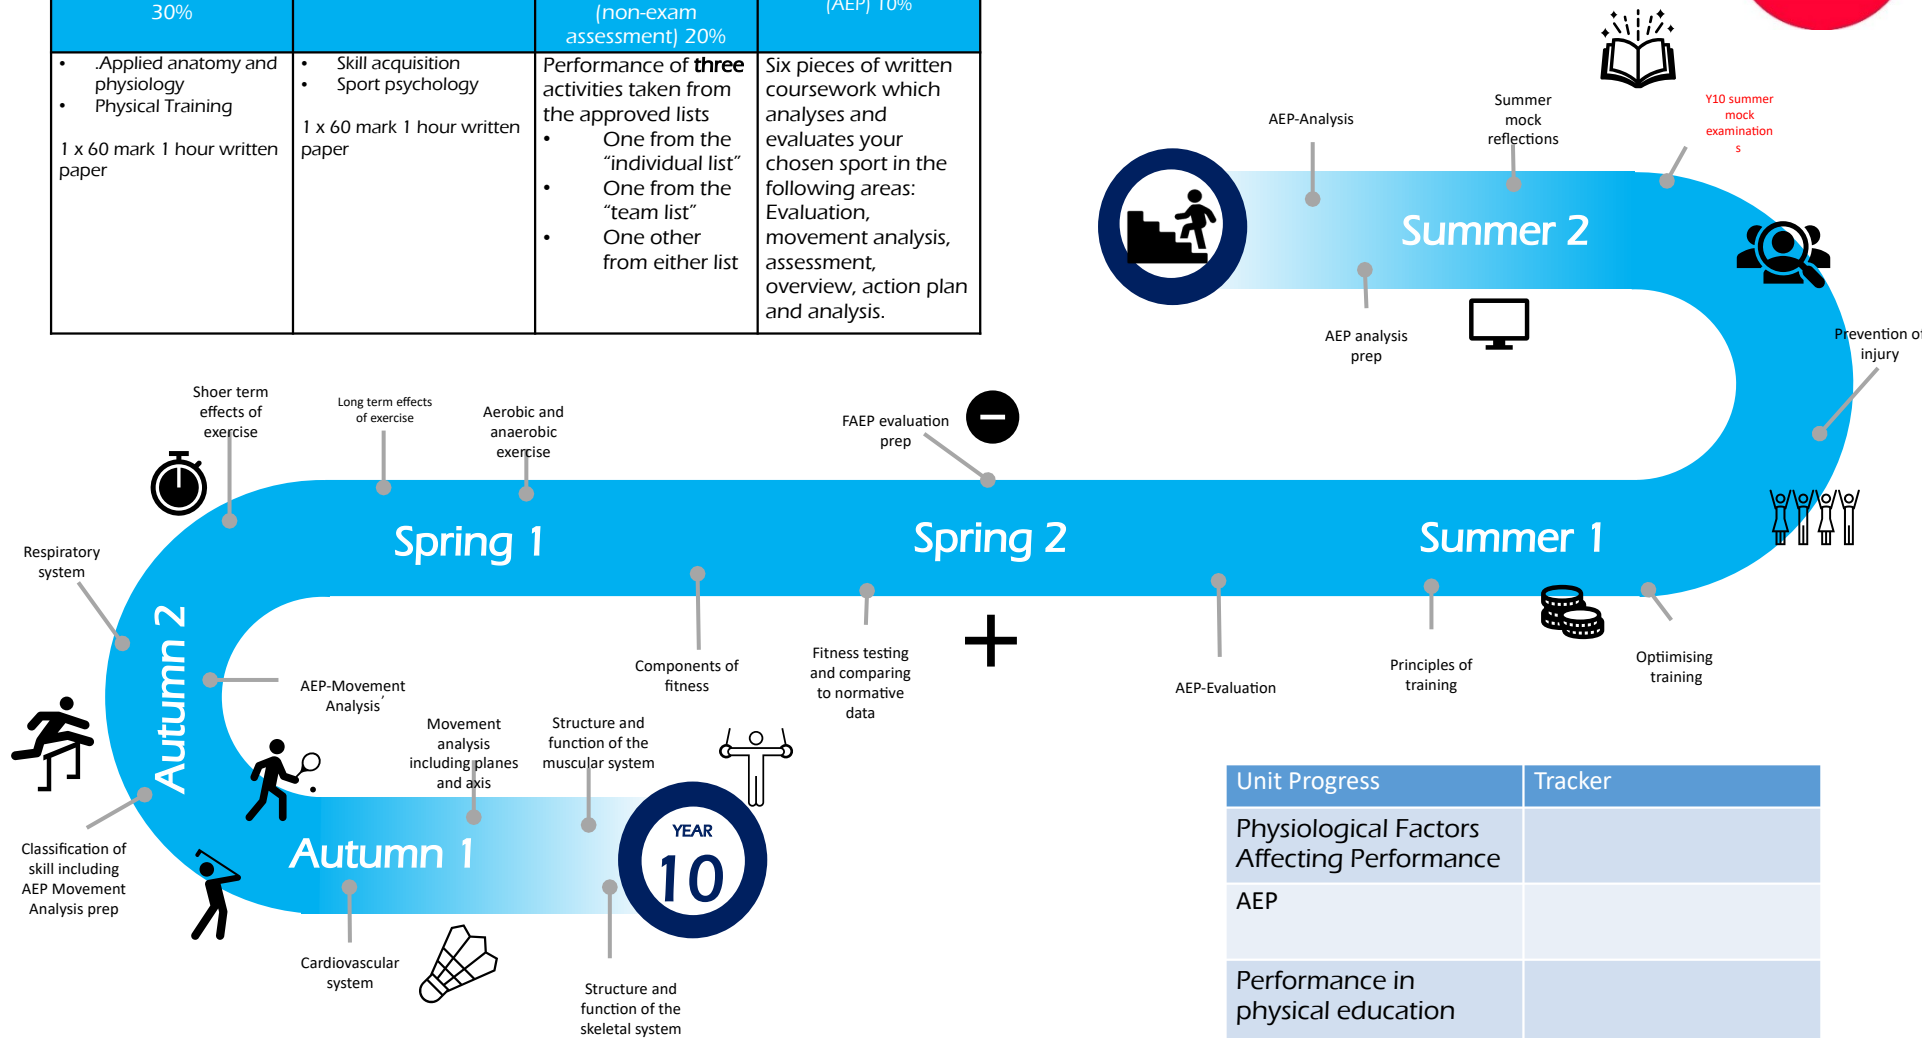 30%
(non-exam
assessment) 20%
(AEP) 10%
• .Applied anatomy and
physiology
• Physical Training
1 x 60 mark 1 hour written
paper
• Skill acquisition
• Sport psychology
1 x 60 mark 1 hour written
paper
Performance of three
activities taken from
the approved lists
• One from the
“individual list”
• One from the
“team list”
• One other
from either list
Six pieces of written
coursework which
analyses and
evaluates your
chosen sport in the
following areas:
Evaluation,
movement analysis,
assessment,
overview, action plan
and analysis.
AEP-Analysis
Summer
mock
reflections
Y10 summer
mock
examination
s
Summer 2
AEP analysis
prep
Prevention of
injury
Shoer term
effects of
exercise
Long term effects
of exercise
Aerobic and
anaerobic
exercise
FAEP evaluation
prep
Spring 1
Spring 2
Summer 1
Respiratory
system
Autumn 2
AEP-Movement
Analysis'
Components of
fitness
Fitness testing
and comparing
to normative
data
AEP-Evaluation
Principles of
training
Optiimising
training
Movement
analysis
including planes
and axis
Structure and
function of the
muscular system
Classification of
skill including
AEP Movement
Analysis prep
Autumn 1
YEAR
10
Cardiovascular
system
Structure and
function of the
skeletal system
Unit Progress
Tracker
Physiological Factors
Affecting Performance
AEP
Performance in
physical education